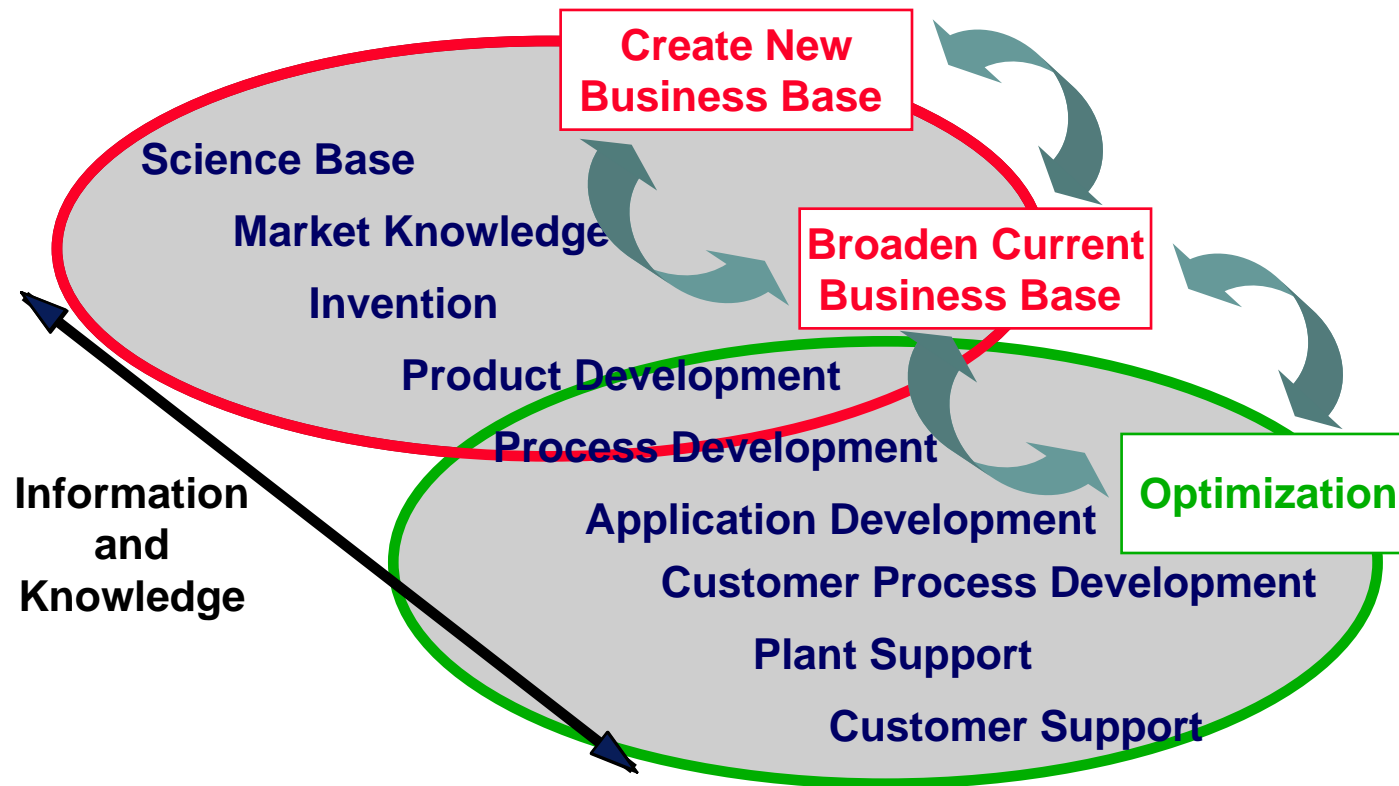 Create New
Business Base
Science Base
Market Knowledge
Broaden Current
Business Base
Invention
Product Development
Process Development
Information
and
Knowledge
Optimization
Application Development
Customer Process Development
Plant Support
Customer Support